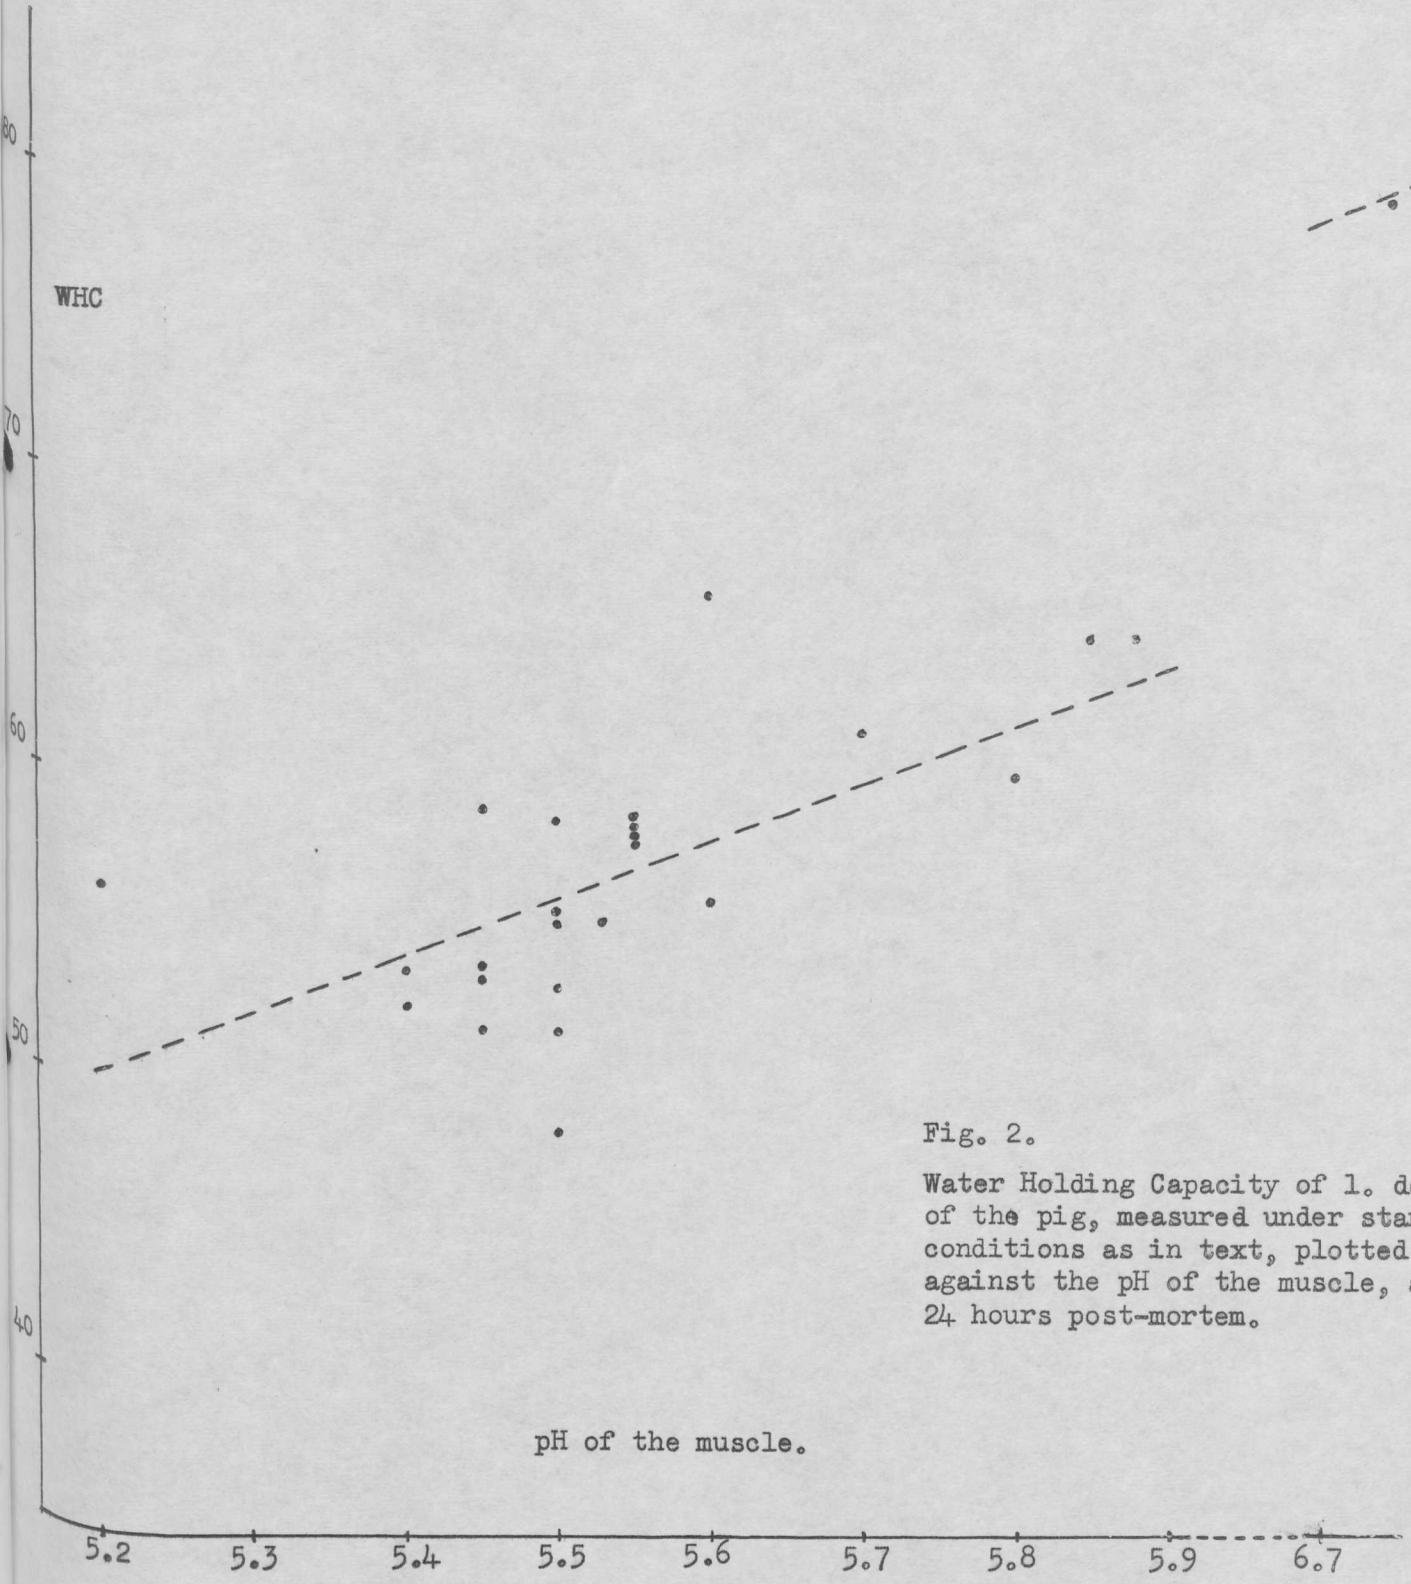 80
WHC
70
60
50
Fig. 2.
Water Holding Capacity of l.
of the pig, measured under
conditions as in text, plotted
against the pH of the muscle,
24 hours post-mortem.
40
pH of the muscle.
5.2 5.3 5.4 5.5 5.6 5.7 5.8 5.9 6.7